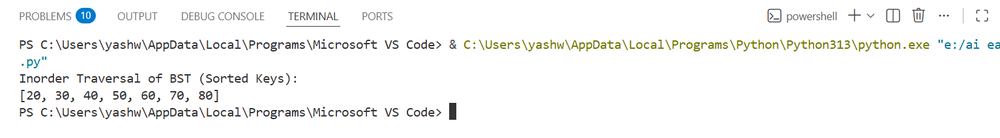 PROBLEMS 10 OUTPUT DEBUG CONSOLE TERMINAL PORTS powershell
PS C:\Users\yashw\AppData\Local\Programs\Microsoft VS Code> & C:\Users\yashw\AppData\Local\Programs\Python\Python313\python.exe "e:/ai ea
.py"
Inorder Traversal of BST (Sorted Keys):
[20, 30, 40, 50, 60, 70, 80]
PS C:\Users\yashw\AppData\Local\Programs\Microsoft VS Code>